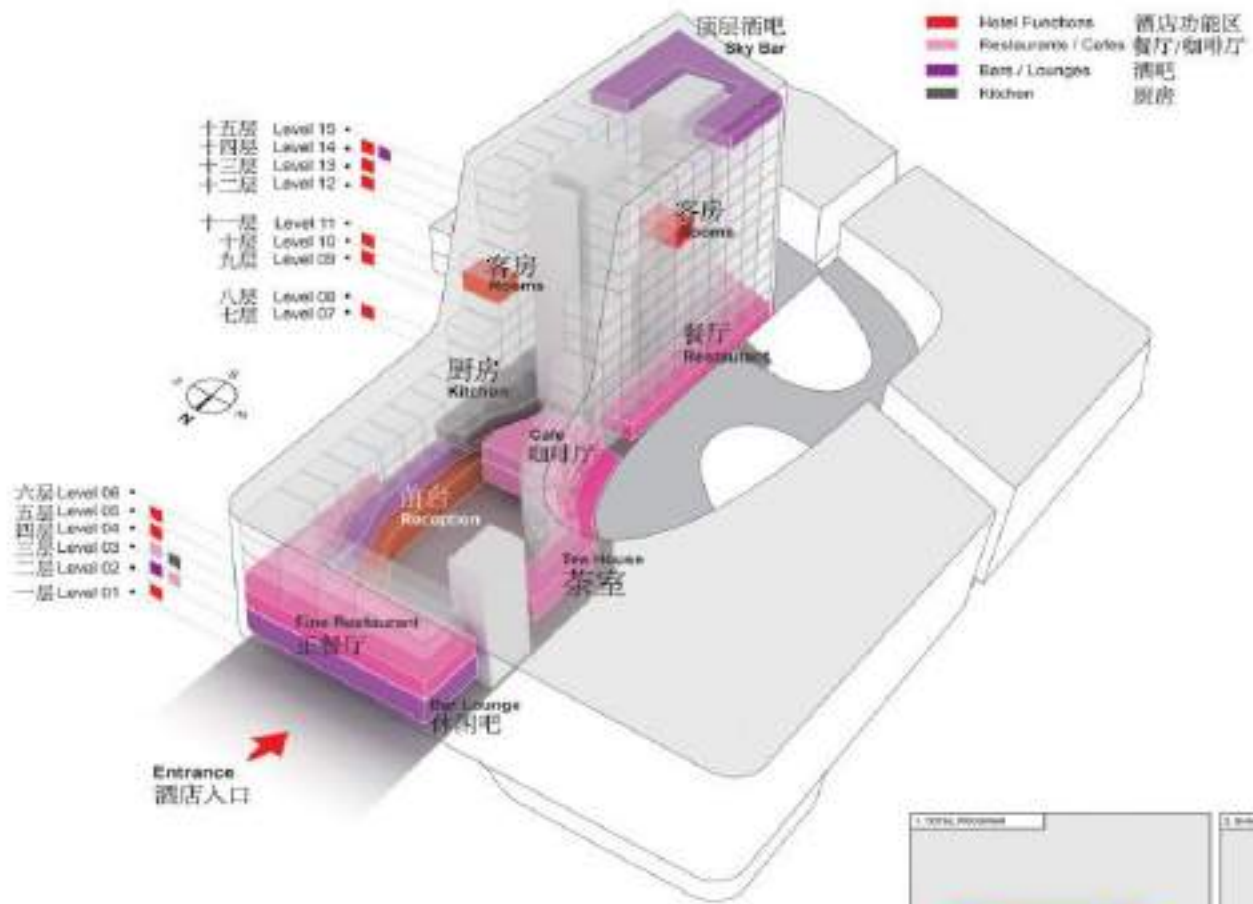 顶层酒吧
Sky Bar
Hotel Functions 酒店功能区
Restaurants / Cafes 餐厅/咖啡厅
Bars / Lounges 酒吧
Kitchen 厨房
十五层 Level 15
十四层 Level 14
十三层 Level 13
十二层 Level 12
十一层 Level 11
十层 Level 10
九层 Level 09
八层 Level 08
七层 Level 07
客房
Rooms
客房
Rooms
餐厅
Restaurant
厨房
Kitchen
Cafe
咖啡厅
N
前台
Reception
六层 Level 06
五层 Level 05
四层 Level 04
三层 Level 03
二层 Level 02
一层 Level 01
Tea House
茶室
Fine Restaurant
正餐厅
Bar Lounge
休闲吧
Entrance
酒店入口
1. TOTAL PROGRAM